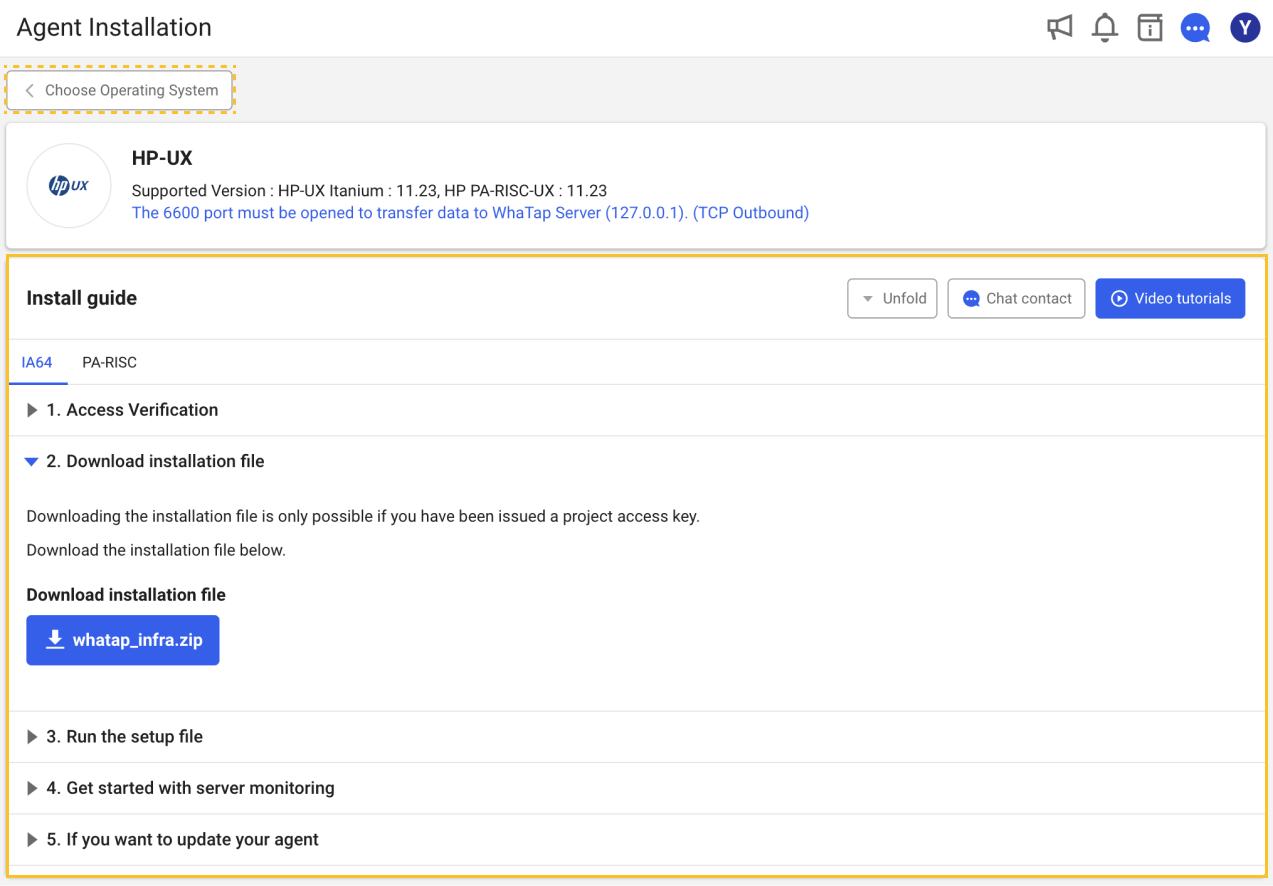 Agent Installation
Y
Choose Operating System
hp UX
HP-UX
Supported Version : HP-UX Itanium : 11.23, HP PA-RISC-UX : 11.23
The 6600 port must be opened to transfer data to WhaTap Server (127.0.0.1). (TCP Outbound)
Install guide
Unfold
Chat contact
Video tutorials
IA64
PA-RISC
1. Access Verification
2. Download installation file
Downloading the installation file is only possible if you have been issued a project access key.
Download the installation file below.
Download installation file
whatap_infra.zip
3. Run the setup file
4. Get started with server monitoring
5. If you want to update your agent